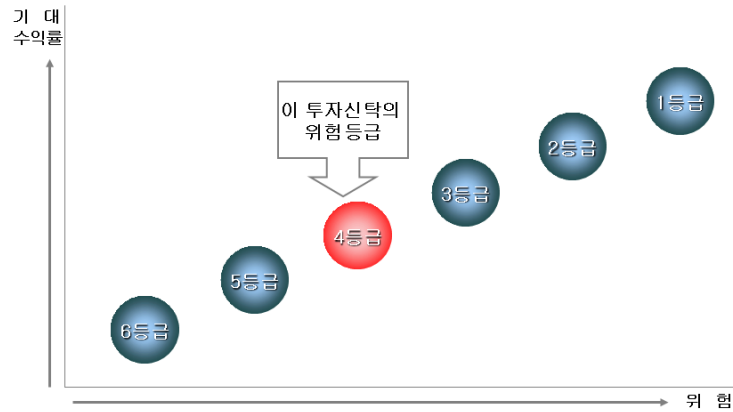 기 대
수익률
이 투자신탁의
위험등급
1등급
2등급
3등급
4등급
5등급
6등급
위 험